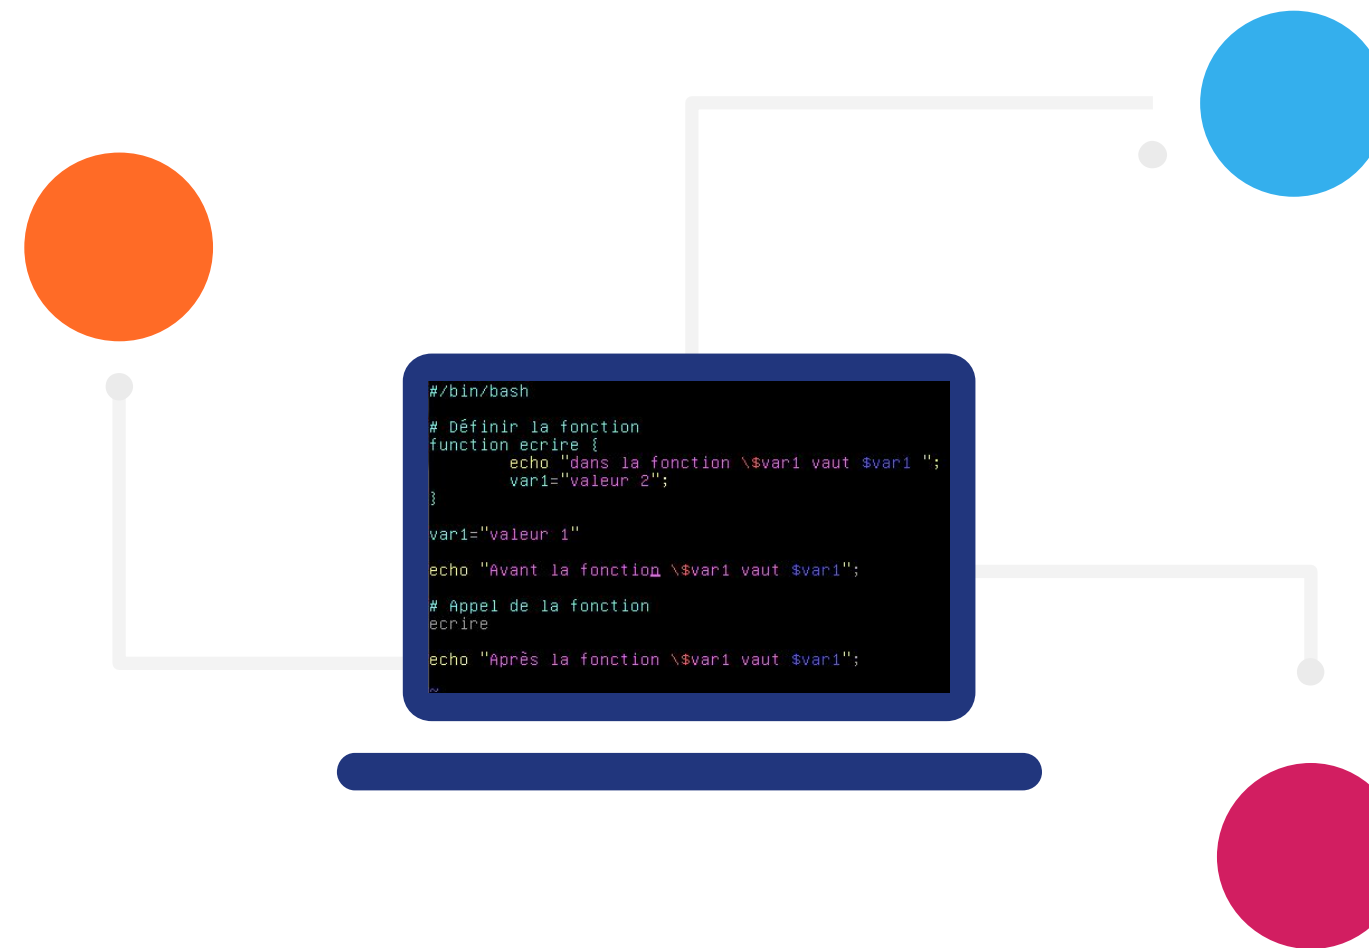 #/bin/bash
# Définir la fonction
function ecrire {
echo "dans la fonction \$var1 vaut $var1 ";
var1="valeur 2";
}
var1="valeur 1"
echo "Avant la fonction \$var1 vaut $var1";
# Appel de la fonction
ecrire
echo "Après la fonction \$var1 vaut $var1";
~